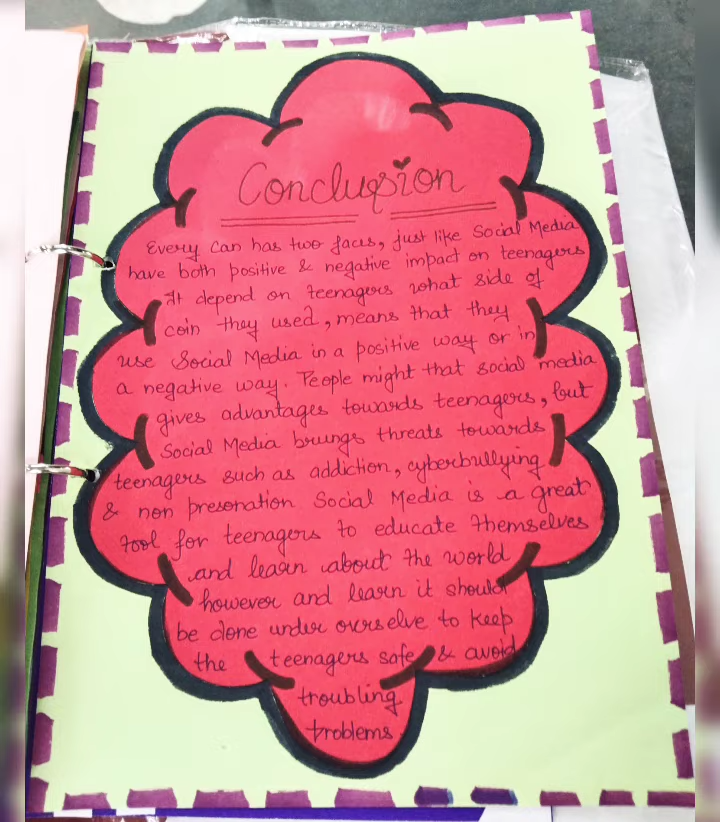 Conclusion
Every Can has two faces, just like Social Media
have both positive & negative impact on teenagers
It depend on teenagers what side of
coin they used, means that they
use Social Media in a positive way or in
a negative way. People might that social media
gives advantages towards teenagers, but
Social Media brungs threats towards
teenagers such as addiction, cyberbullying
& non presonation Social Media is a great
tool for teenagers to educate themselves
and learn about the world
however and learn it should
be done under ourselve to keep
the teenagers safe & avoid
troubling
problems.